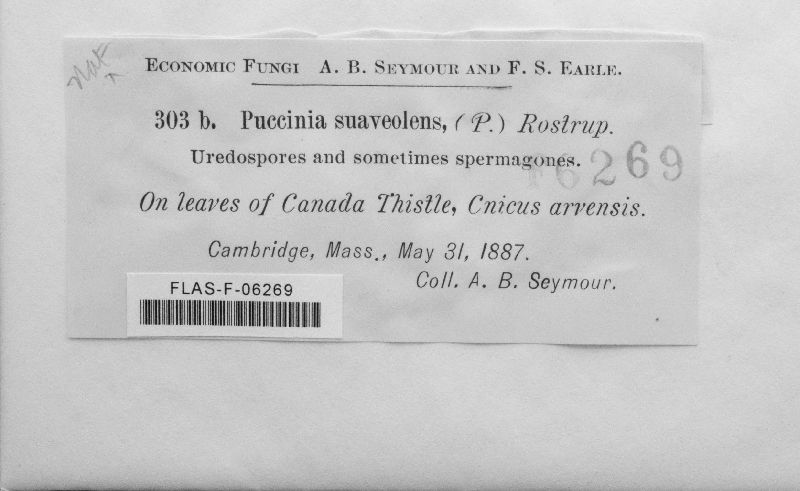 Nat
ECONOMIC FUNGI A. B. SEYMOUR AND F. S. EARLE.
303 b. Puccinia suaveolens, (P.) Rostrup.
Uredospores and sometimes spermagones.
6269
On leaves of Canada Thistle, Cnicus arvensis.
Cambridge, Mass., May 31, 1887.
Coll. A. B. Seymour.
FLAS-F-06269